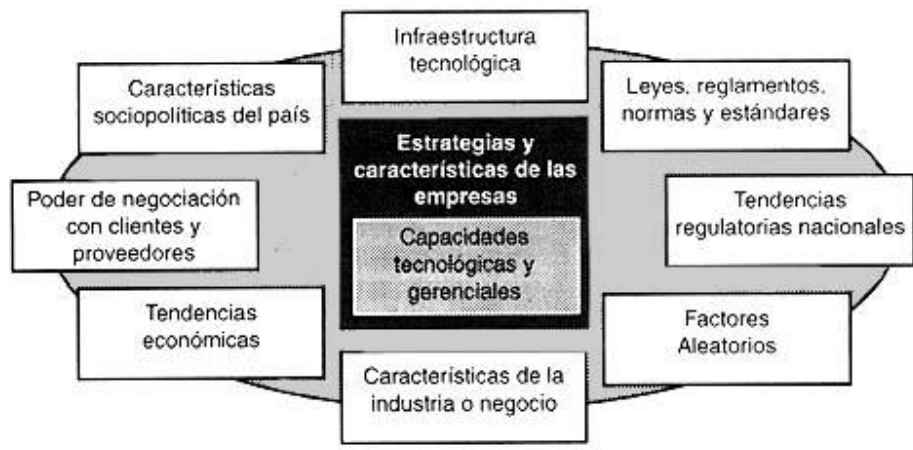 Infraestructura
tecnológica
Características
sociopolíticas del país
Leyes, reglamentos,
normas y estándares
Estrategias y
características de las
empresas
Poder de negociación
con clientes y
proveedores
Capacidades
tecnológicas y
gerenciales
Tendencias
regulatorias nacionales
Tendencias
económicas
Factores
Aleatorios
Características de la
industria o negocio